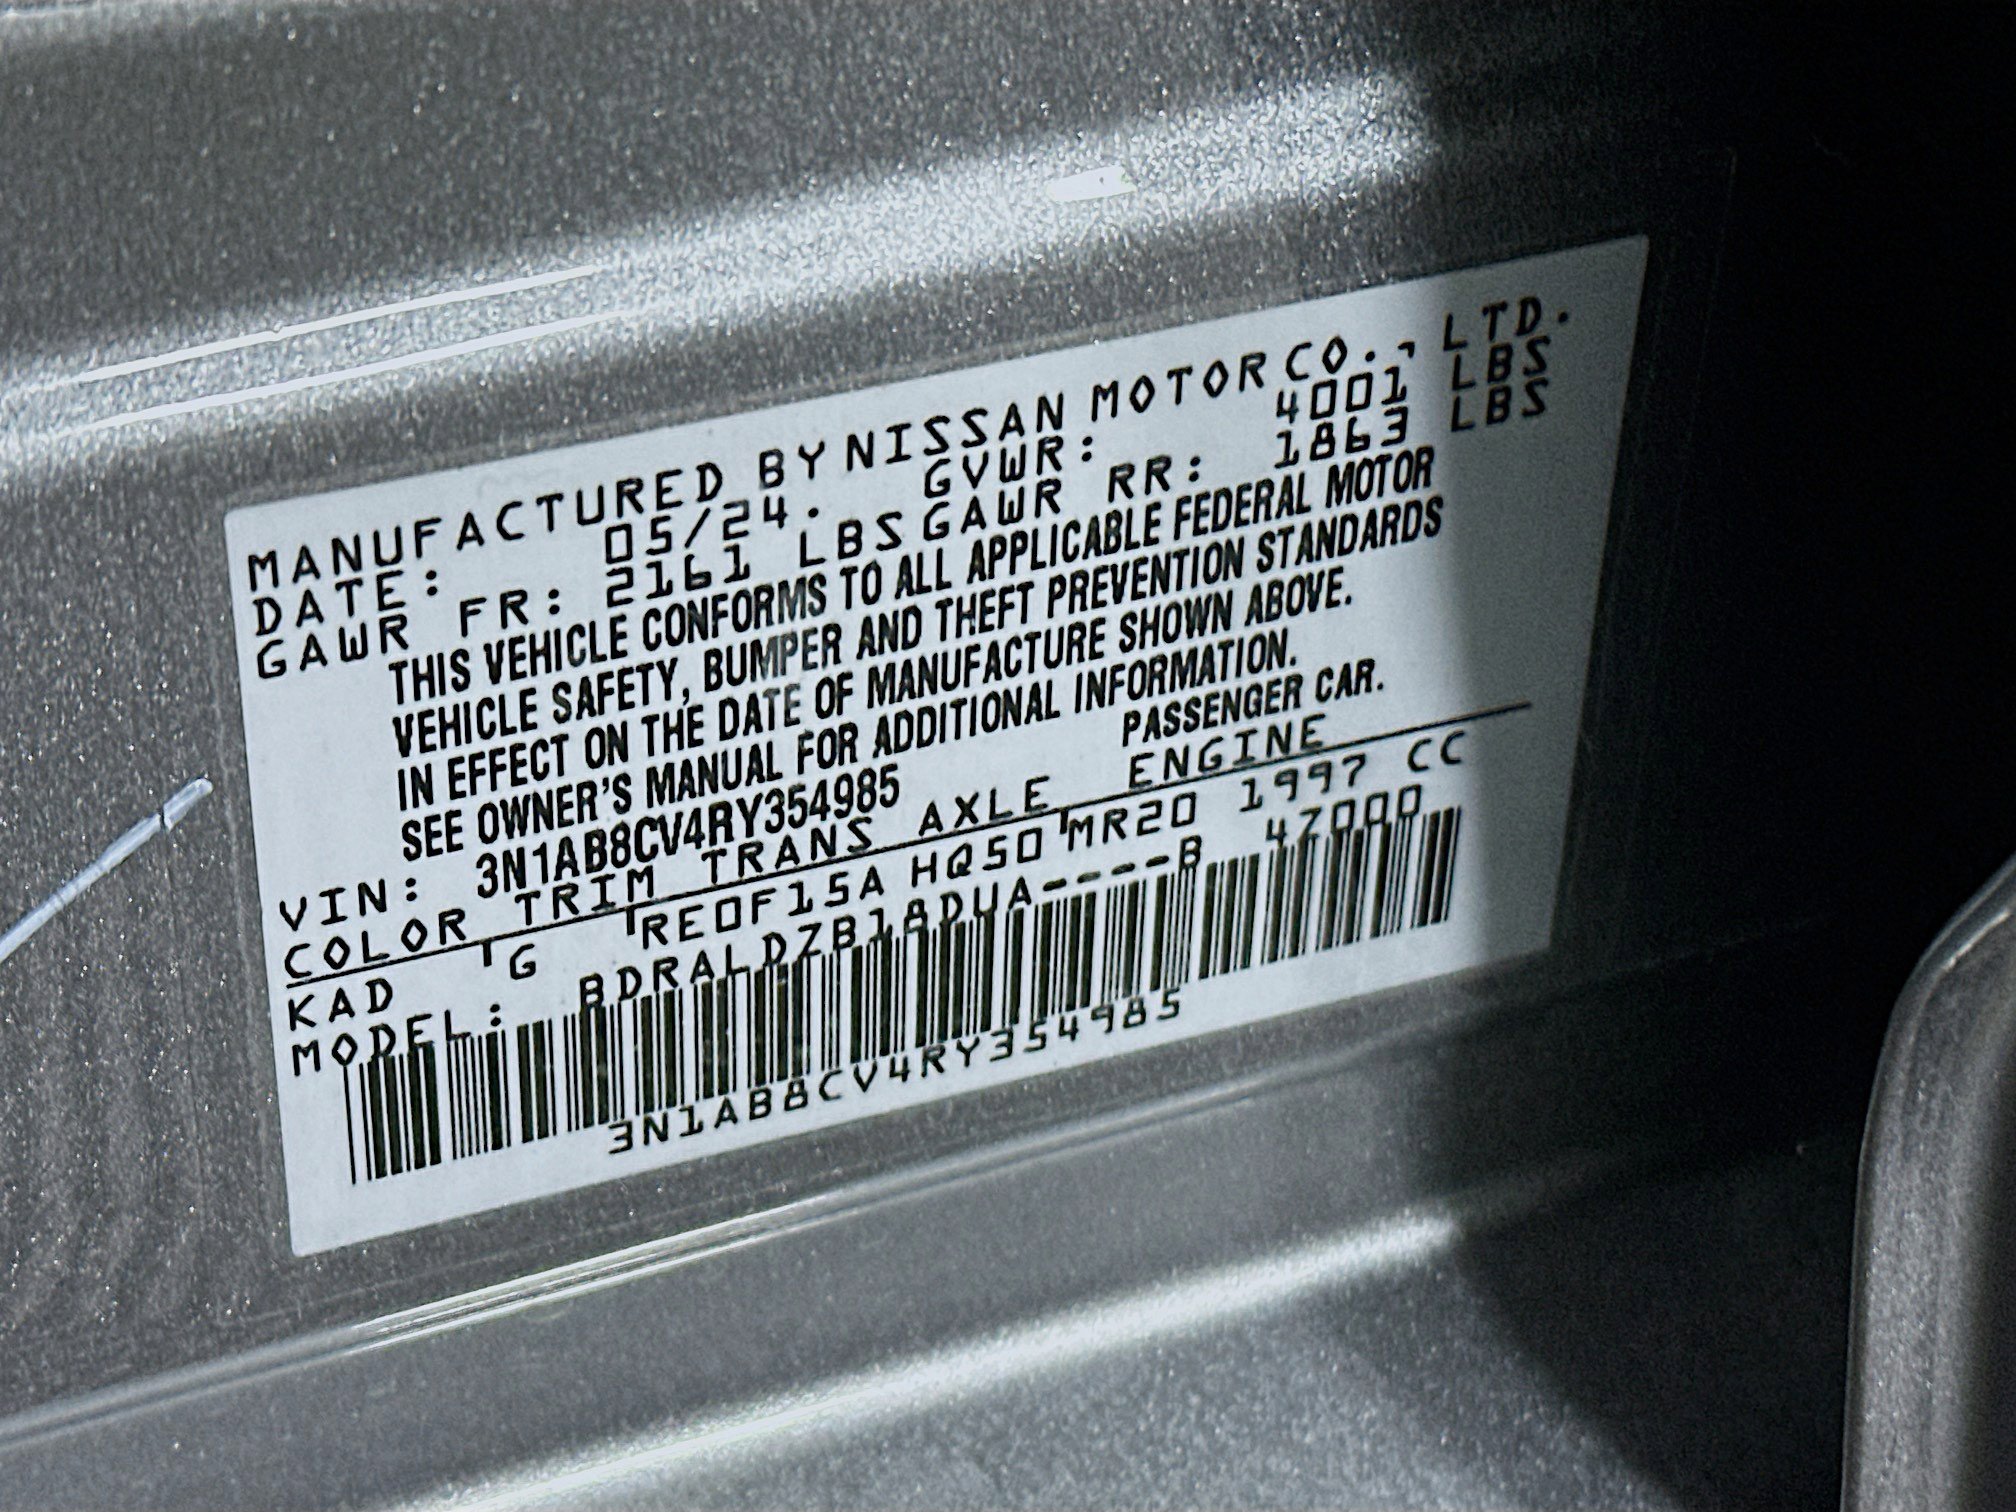 MANUFACTURED BY NISSAN MOTOR CO., LTD.
DATE: 05/24. GVWR: 4001 LBS
GAWR FR: 2161 LBS GAWR RR: 1863 LBS
THIS VEHICLE CONFORMS TO ALL APPLICABLE FEDERAL MOTOR
VEHICLE SAFETY, BUMPER AND THEFT PREVENTION STANDARDS
IN EFFECT ON THE DATE OF MANUFACTURE SHOWN ABOVE.
SEE OWNER'S MANUAL FOR ADDITIONAL INFORMATION.
VIN: 3N1AB8CV4RY354985 PASSENGER CAR.
COLOR TRIM TRANS AXLE ENGINE
KAD G RE0F15A HQ50 MR20 1997 CC
MODEL: BDRALDZB18DUA----B 47000
3N1AB8CV4RY354985